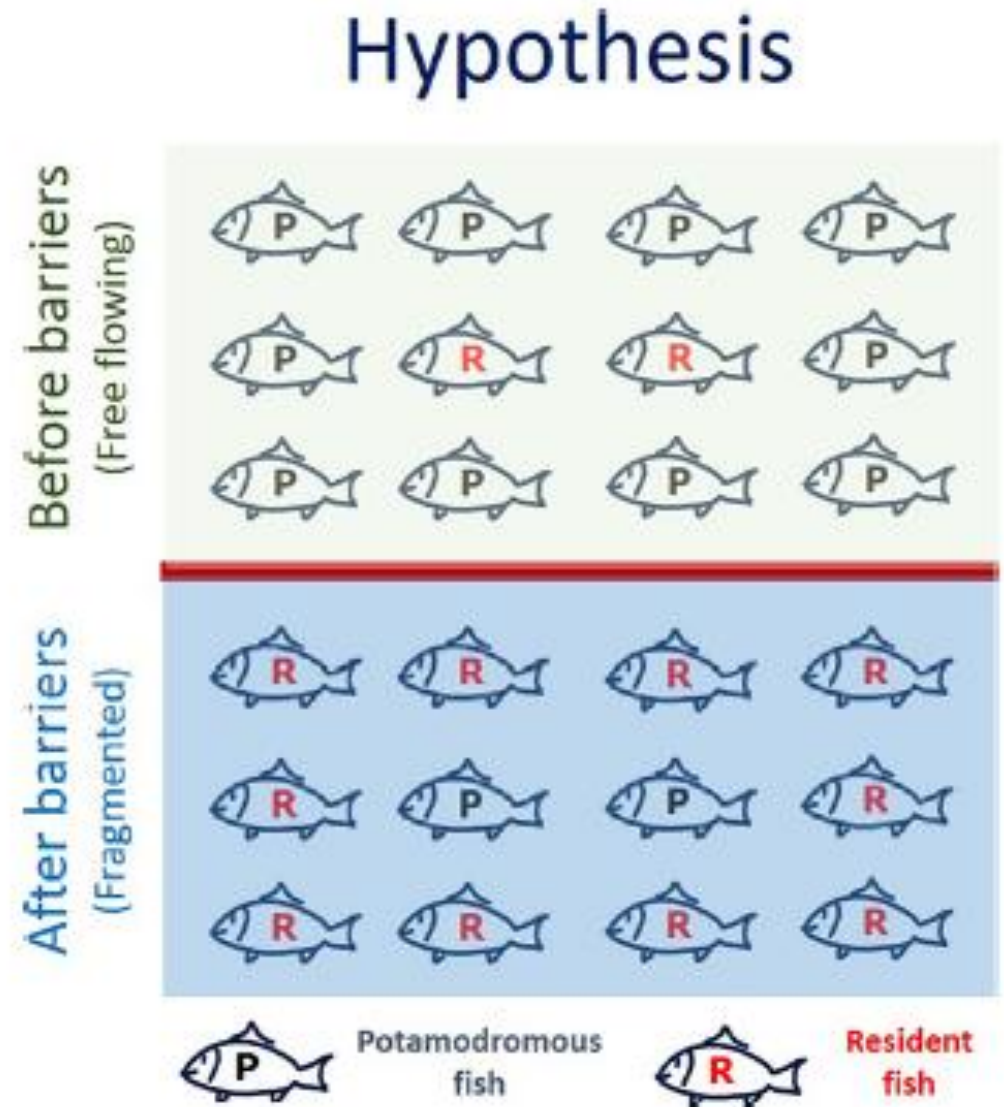 Hypothesis
Before barriers
(Free flowing)
P P P P
P R R P
P P P P
After barriers
(Fragmented)
R R R R
R P P R
R R R R
P Potamodromous
fish
R Resident
fish